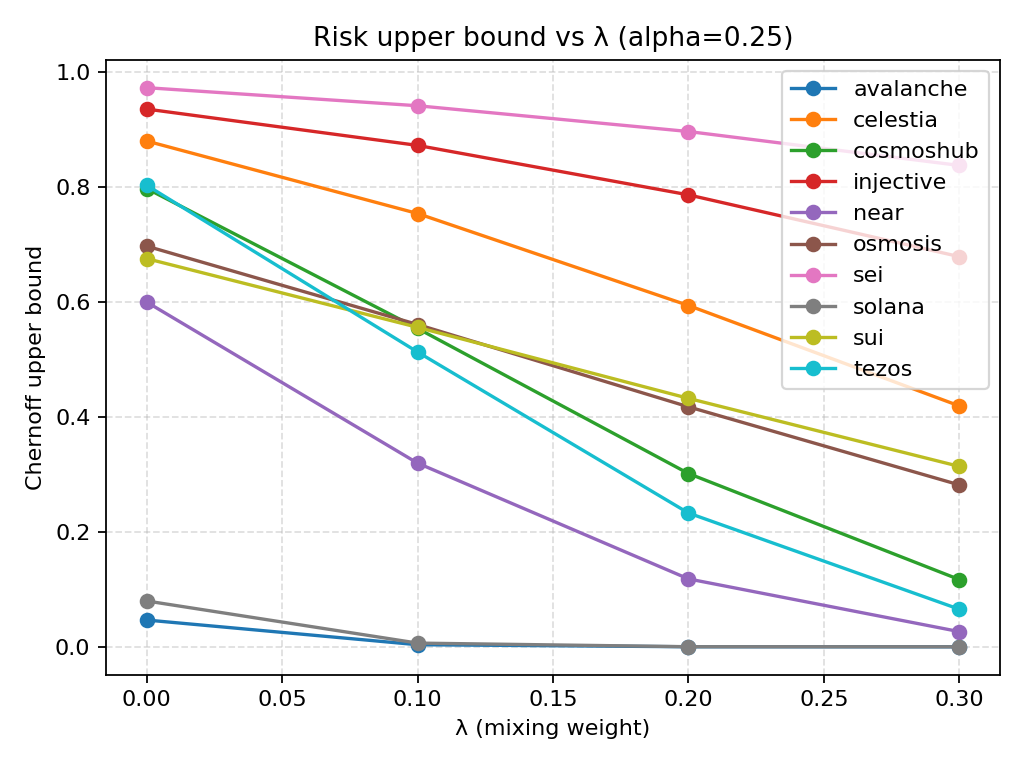 Risk upper bound vs λ (alpha=0.25)
Chernoff upper bound
1.0
0.8
0.6
0.4
0.2
0.0
avalanche
celestia
cosmoshub
injective
near
osmosis
sei
solana
sui
tezos
0.00 0.05 0.10 0.15 0.20 0.25 0.30
λ (mixing weight)